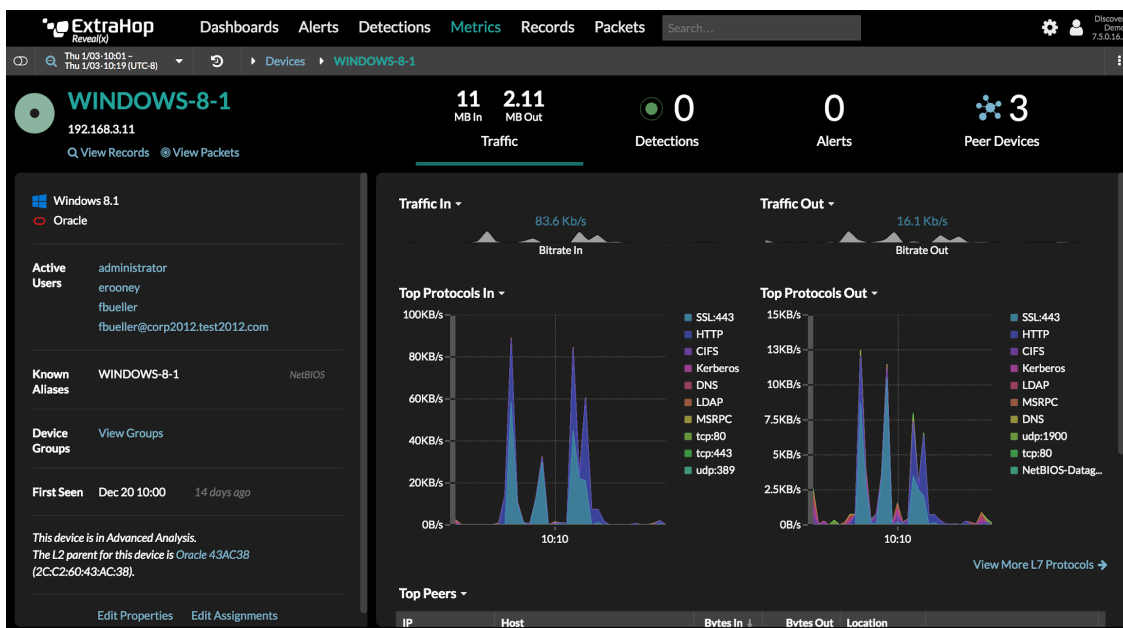 ExtraHop
Reveal(x)
Dashboards Alerts Detections Metrics Records Packets Search...
Discover
Demo
7.5.0.16...
Thu 1/03·10:01 –
Thu 1/03·10:19 (UTC-8)
Devices WINDOWS-8-1
WINDOWS-8-1
192.168.3.11
View Records View Packets
11 2.11
MB In MB Out
Traffic
0
Detections
0
Alerts
3
Peer Devices
Windows 8.1
Oracle
Active Users
administrator
erooney
fbueller
fbueller@corp2012.test2012.com
Known Aliases
WINDOWS-8-1 NetBIOS
Device Groups
View Groups
First Seen Dec 20 10:00 14 days ago
This device is in Advanced Analysis.
The L2 parent for this device is Oracle 43AC38
(2C:C2:60:43:AC:38).
Edit Properties Edit Assignments
Traffic In
83.6 Kb/s
Bitrate In
Traffic Out
16.1 Kb/s
Bitrate Out
Top Protocols In
100KB/s
80KB/s
60KB/s
40KB/s
20KB/s
0B/s
10:10
SSL:443
HTTP
CIFS
Kerberos
DNS
LDAP
MSRPC
tcp:80
tcp:443
udp:389
Top Protocols Out
15KB/s
13KB/s
10KB/s
7.5KB/s
5KB/s
2.5KB/s
0B/s
10:10
SSL:443
HTTP
CIFS
Kerberos
LDAP
MSRPC
DNS
udp:1900
tcp:80
NetBIOS-Datag...
View More L7 Protocols
Top Peers
IP Host Bytes In Bytes Out Location